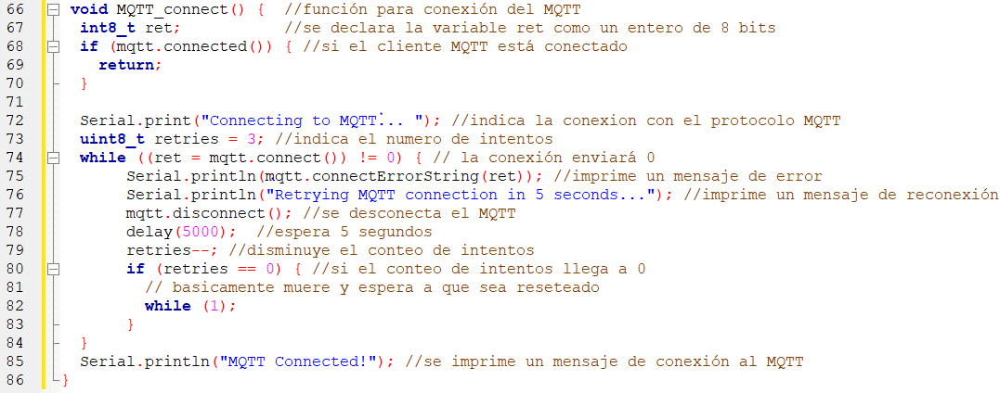 66 void MQTT_connect() {  //función para conexión del MQTT
67 int8_t ret;           //se declara la variable ret como un entero de 8 bits
68 if (mqtt.connected()) { //si el cliente MQTT está conectado
69 return;
70 }
71
72 Serial.print("Connecting to MQTT... "); //indica la conexion con el protocolo MQTT
73 uint8_t retries = 3; //indica el numero de intentos
74 while ((ret = mqtt.connect()) != 0) { // la conexión enviará 0
75 Serial.println(mqtt.connectErrorString(ret)); //imprime un mensaje de error
76 Serial.println("Retrying MQTT connection in 5 seconds..."); //imprime un mensaje de reconexión
77 mqtt.disconnect(); //se desconecta el MQTT
78 delay(5000);  //espera 5 segundos
79 retries--; //disminuye el conteo de intentos
80 if (retries == 0) { //si el conteo de intentos llega a 0
81 // basicamente muere y espera a que sea reseteado
82 while (1);
83 }
84 }
85 Serial.println("MQTT Connected!"); //se imprime un mensaje de conexión al MQTT
86 }